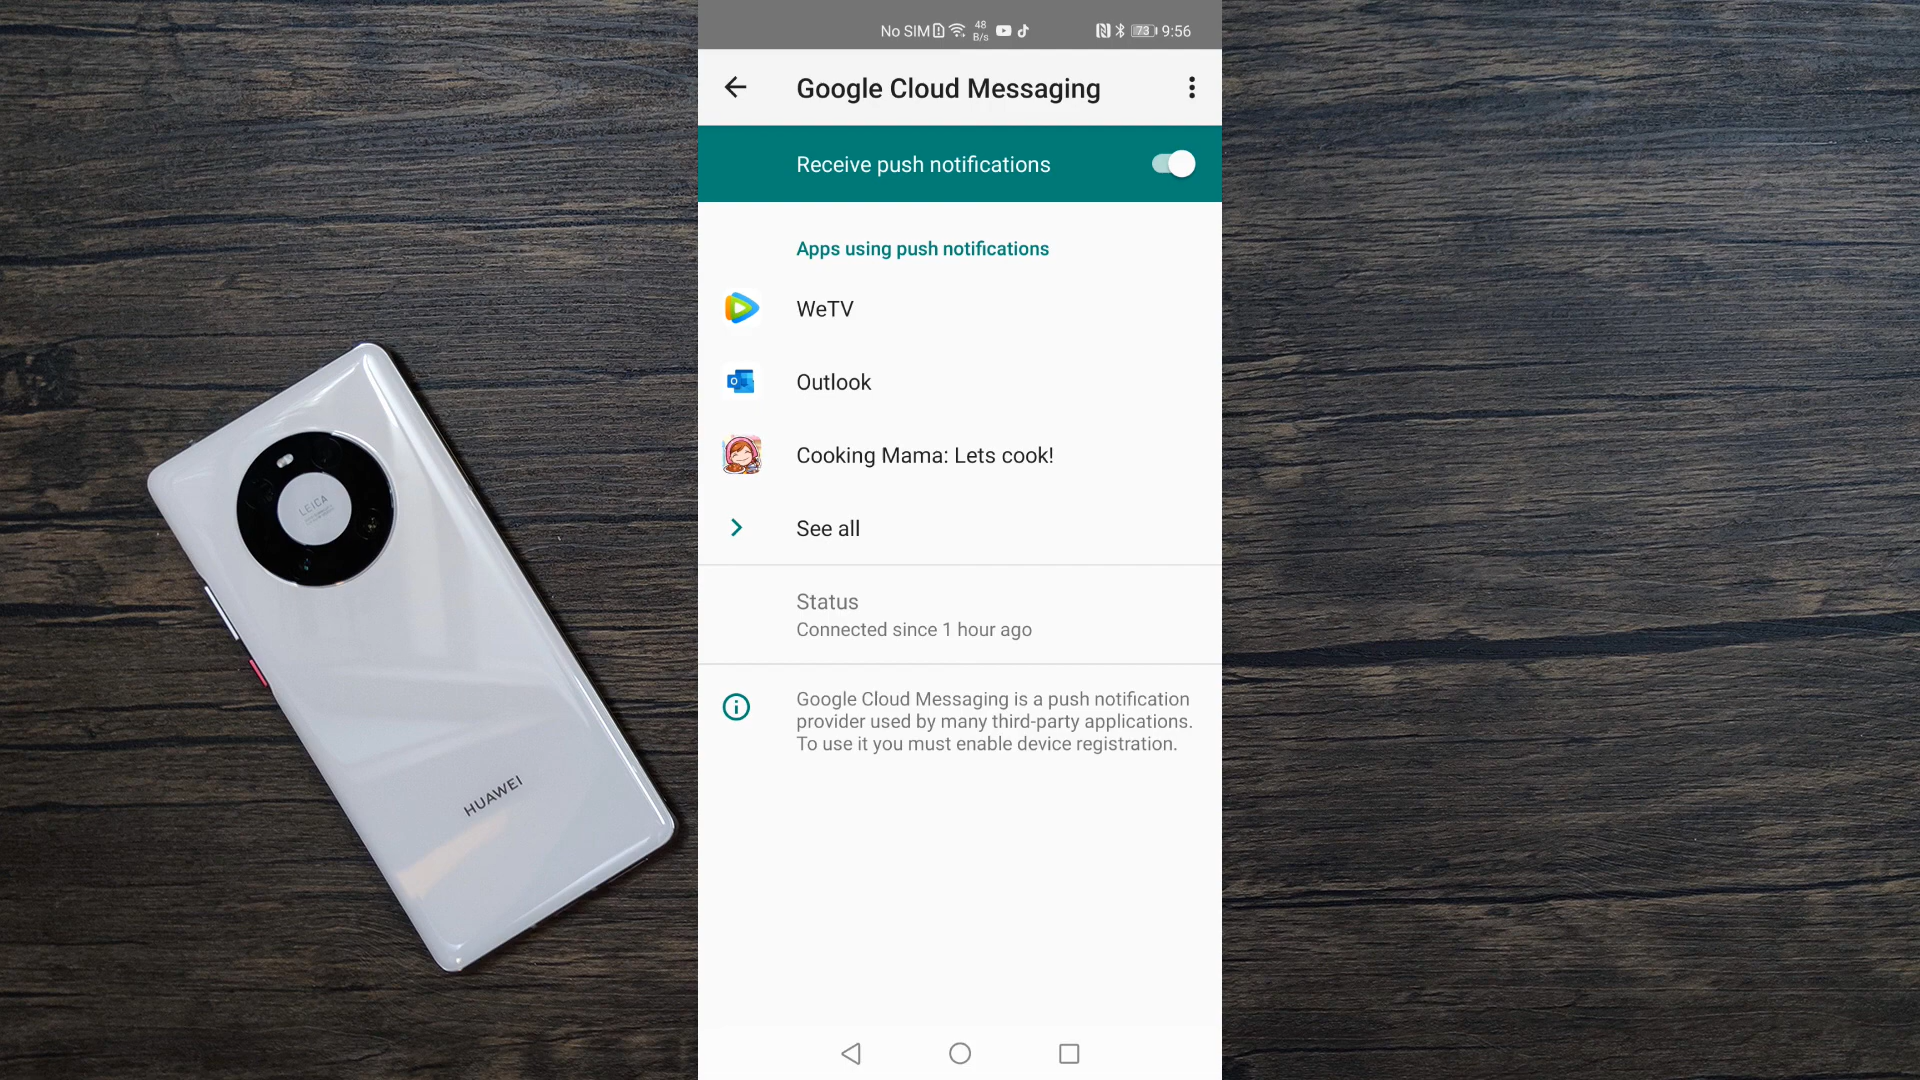 No SIM 48 B/s 73 9:56
Google Cloud Messaging
Receive push notifications
Apps using push notifications
WeTV
Outlook
Cooking Mama: Lets cook!
See all
Status
Connected since 1 hour ago
Google Cloud Messaging is a push notification
provider used by many third-party applications.
To use it you must enable device registration.
LEICA
HUAWEI